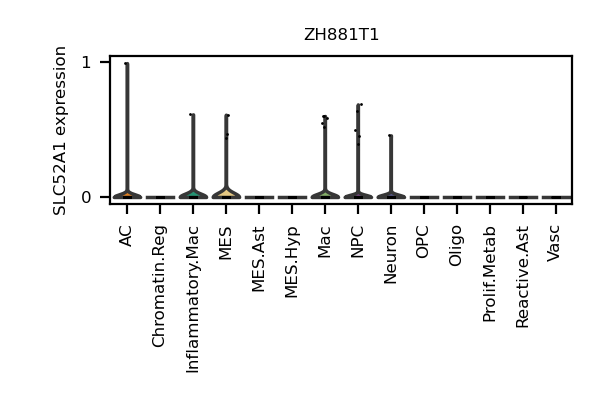 ZH881T1
SLC52A1 expression
1
0
AC
Chromatin.Reg
Inflammatory.Mac
MES
MES.Ast
MES.Hyp
Mac
NPC
Neuron
OPC
Oligo
Prolif.Metab
Reactive.Ast
Vasc